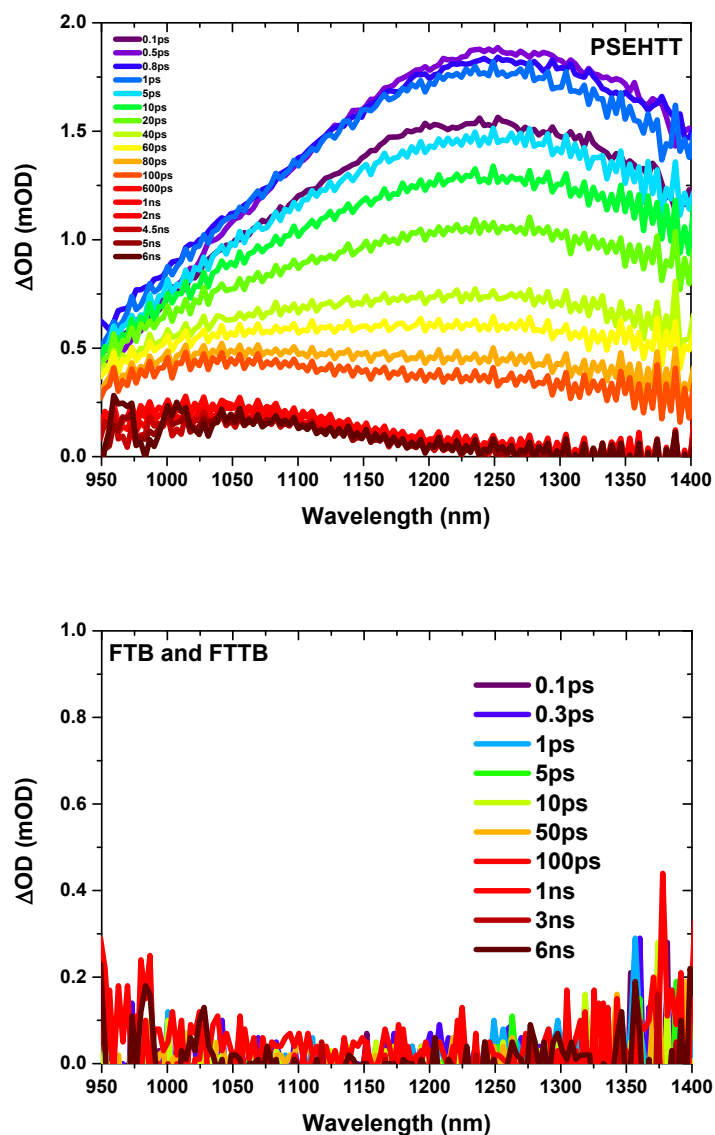 PSEHTT
0.1ps
0.5ps
0.8ps
1ps
5ps
10ps
20ps
40ps
60ps
80ps
100ps
600ps
1ns
2ns
4.5ns
5ns
6ns
2.0
1.5
1.0
0.5
0.0
ΔOD (mOD)
950 1000 1050 1100 1150 1200 1250 1300 1350 1400
Wavelength (nm)
FTB and FTTB
0.1ps
0.3ps
1ps
5ps
10ps
50ps
100ps
1ns
3ns
6ns
1.0
0.8
0.6
0.4
0.2
0.0
ΔOD (mOD)
950 1000 1050 1100 1150 1200 1250 1300 1350 1400
Wavelength (nm)